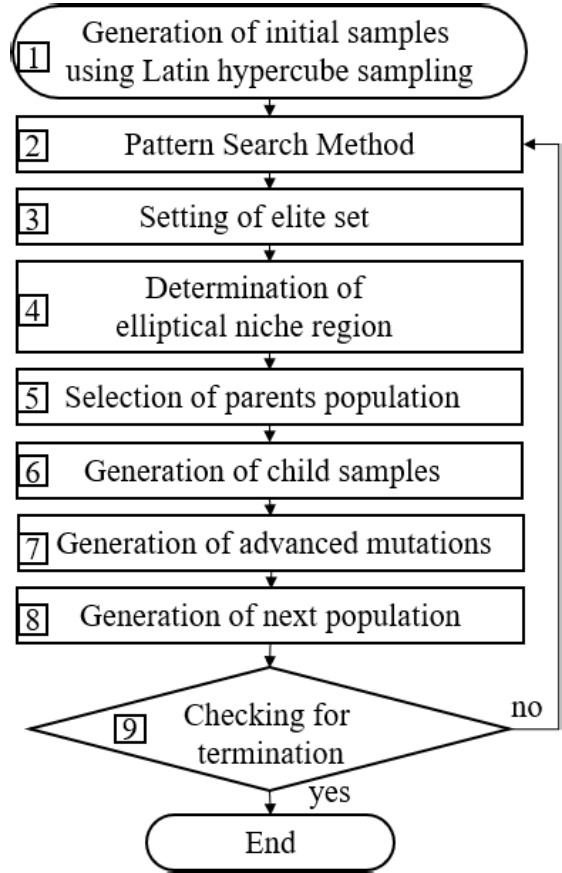 1
Generation of initial samples
using Latin hypercube sampling
2
Pattern Search Method
3
Setting of elite set
4
Determination of
elliptical niche region
5
Selection of parents population
6
Generation of child samples
7
Generation of advanced mutations
8
Generation of next population
9
Checking for
termination
no
yes
End